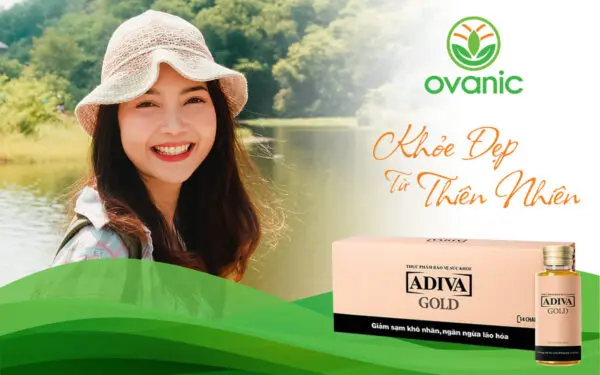 ovanic
Khỏe Đẹp
Từ Thiên Nhiên
THỰC PHẨM BẢO VỆ SỨC KHỎE
ADIVA
GOLD
Giảm sạm khô nhăn, ngăn ngừa lão hóa
14 CHAI
ADIVA
GOLD